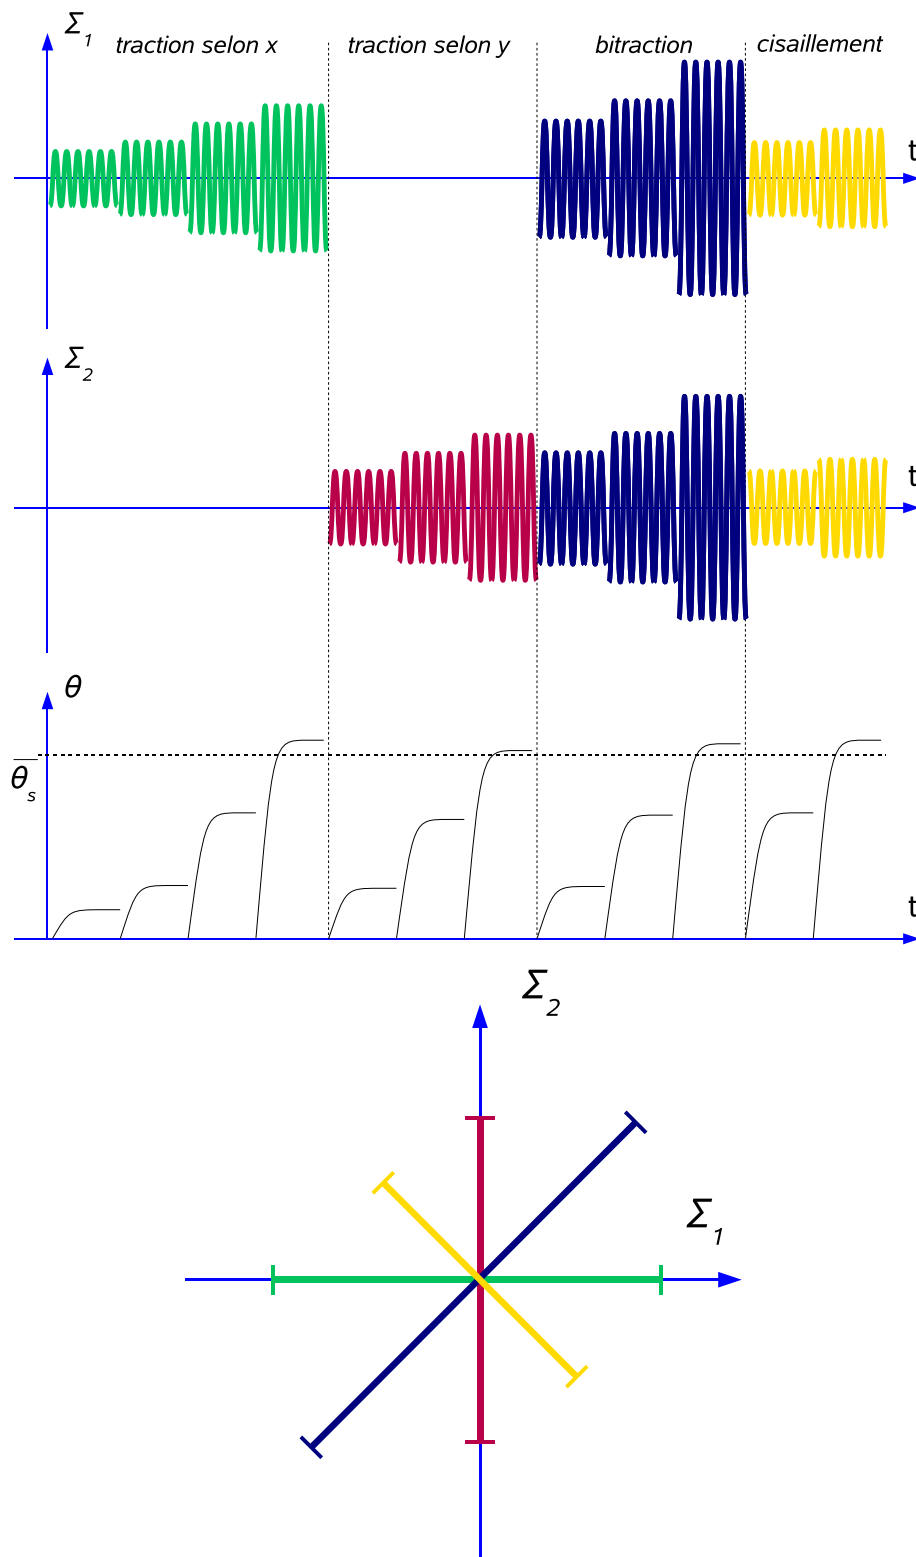 Σ1
traction selon x traction selon y bitraction cisaillement
t
Σ2
t
θ
θs
t
Σ2
Σ1